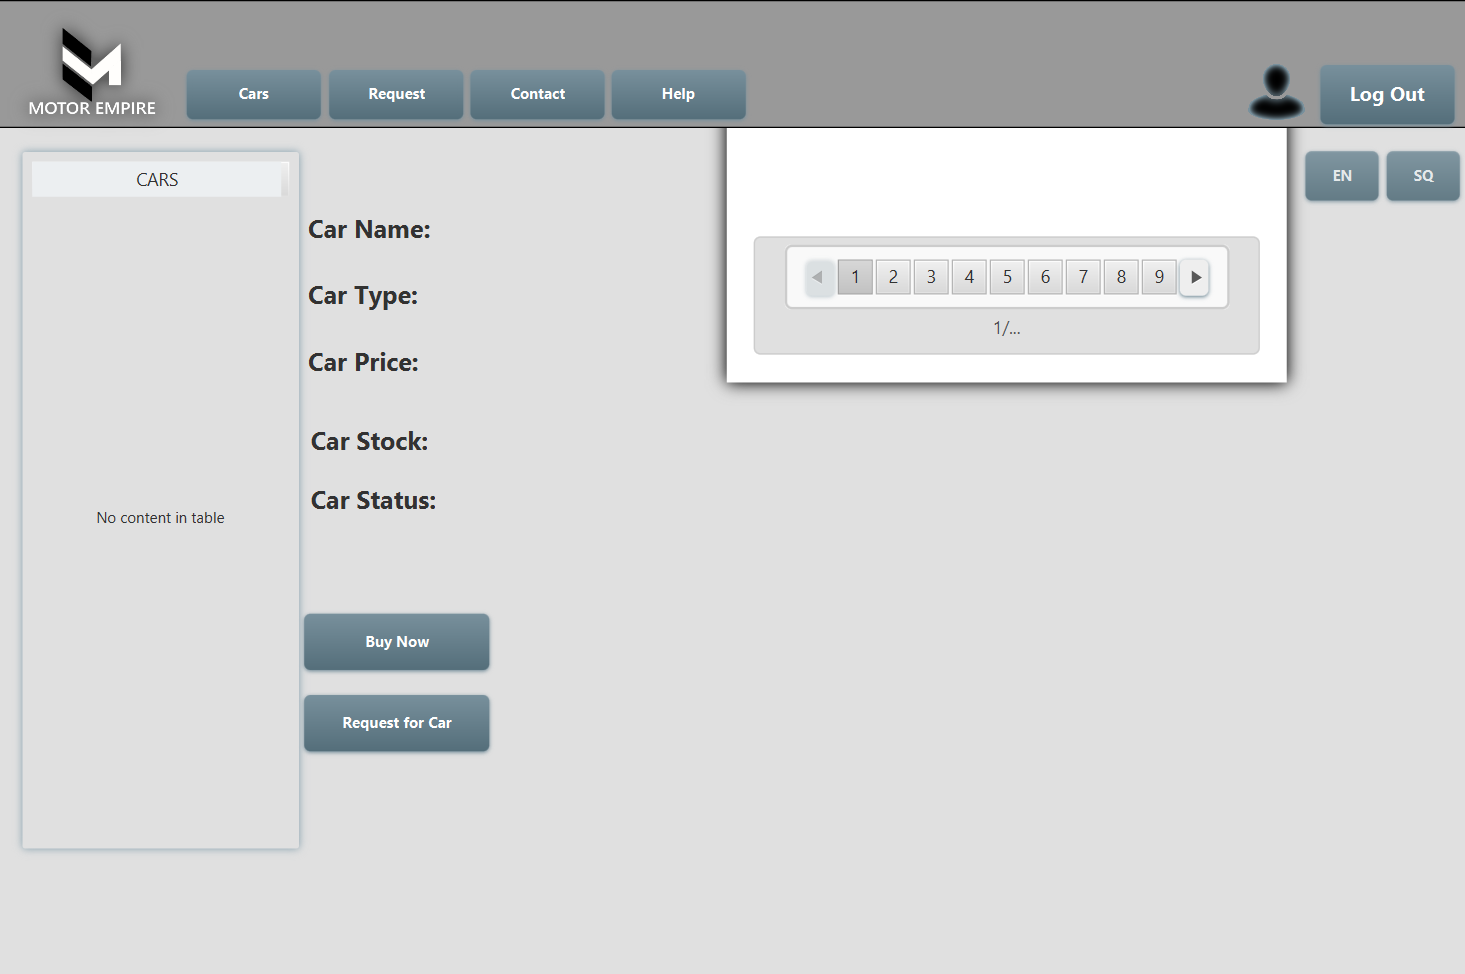 MOTOR EMPIRE
Cars
Request
Contact
Help
Log Out
EN
SQ
CARS
No content in table
Car Name:
Car Type:
Car Price:
Car Stock:
Car Status:
Buy Now
Request for Car
1 2 3 4 5 6 7 8 9
1/...